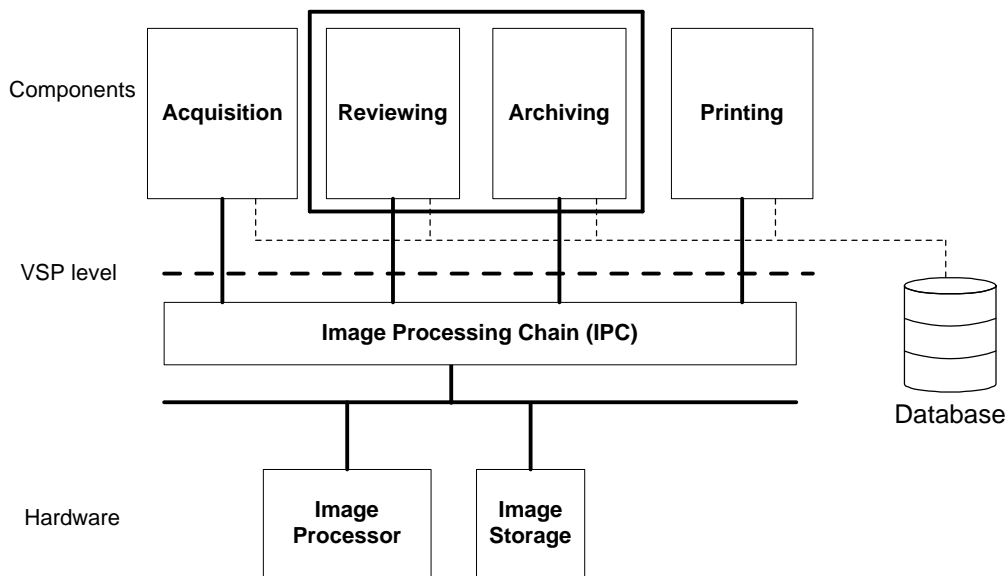 Components
Acquisition
Reviewing
Archiving
Printing
VSP level
Image Processing Chain (IPC)
Database
Hardware
Image
Processor
Image
Storage